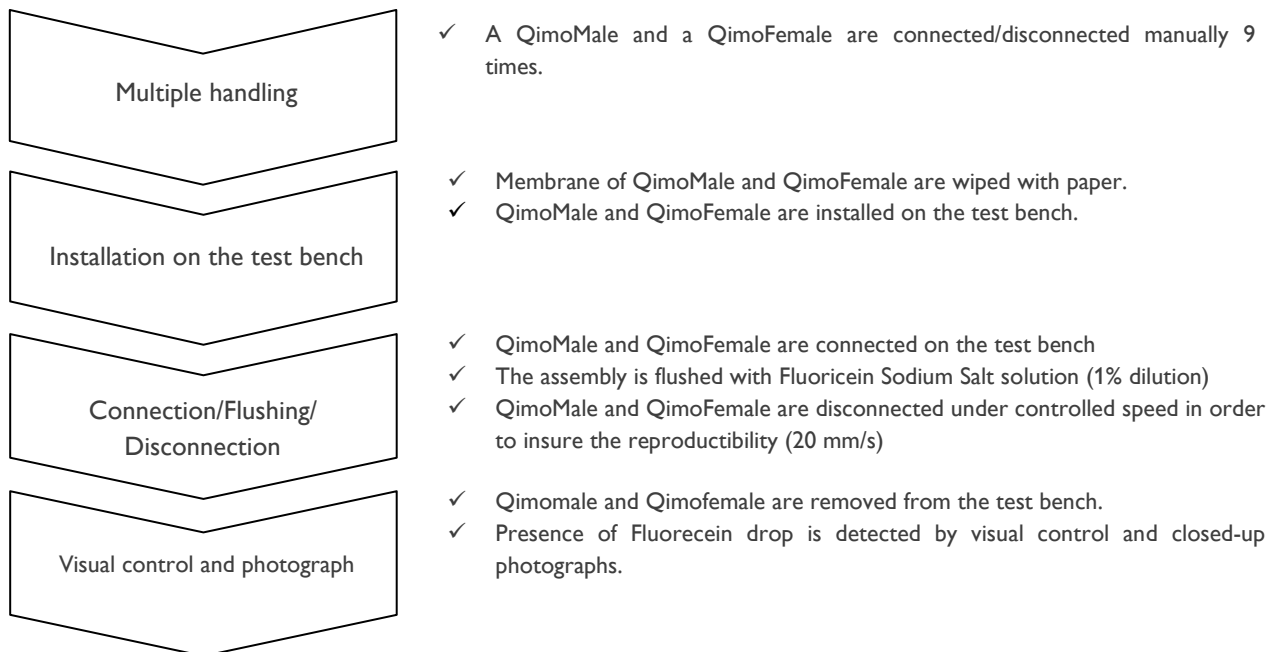 Multiple handling
✓ A QimoMale and a QimoFemale are connected/disconnected manually 9
times.
Installation on the test bench
✓ Membrane of QimoMale and QimoFemale are wiped with paper.
✓ QimoMale and QimoFemale are installed on the test bench.
Connection/Flushing/
Disconnection
✓ QimoMale and QimoFemale are connected on the test bench
✓ The assembly is flushed with Fluoricein Sodium Salt solution (1% dilution)
✓ QimoMale and QimoFemale are disconnected under controlled speed in order
to insure the reproductibility (20 mm/s)
Visual control and photograph
✓ Qimomale and Qimofemale are removed from the test bench.
✓ Presence of Fluorecein drop is detected by visual control and closed-up
photographs.